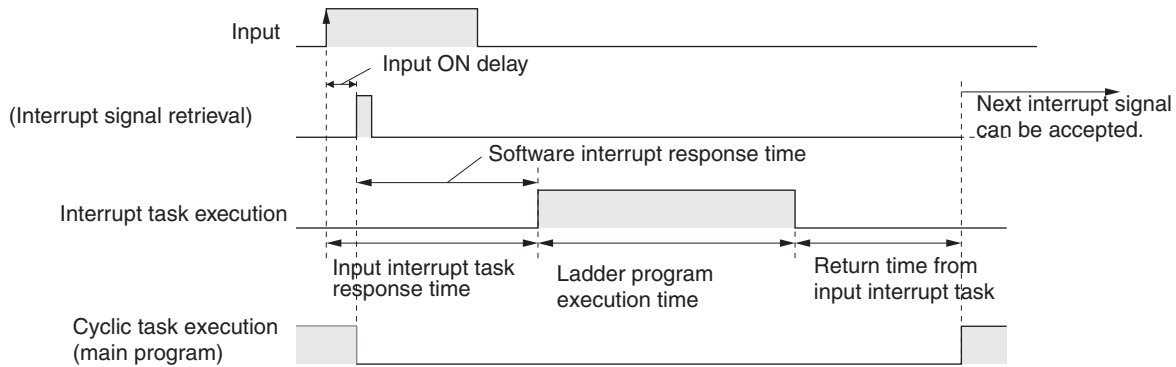 Input
Input ON delay
(Interrupt signal retrieval)
Next interrupt signal
can be accepted.
Software interrupt response time
Interrupt task execution
Input interrupt task
response time
Ladder program
execution time
Return time from
input interrupt task
Cyclic task execution
(main program)